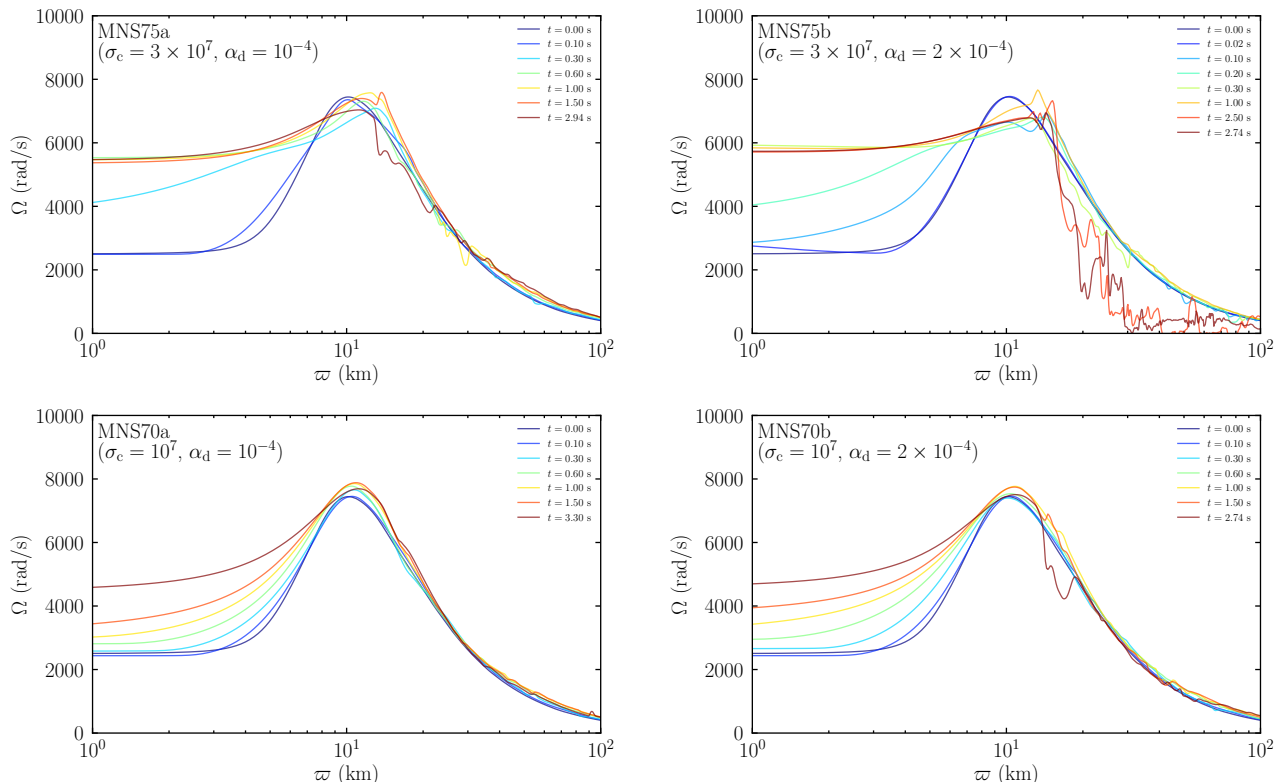 MNS75a
(σc = 3 × 10^7, αd = 10^−4)
t = 0.00 s
t = 0.10 s
t = 0.30 s
t = 0.60 s
t = 1.00 s
t = 1.50 s
t = 2.94 s
10000
8000
6000
4000
2000
0
Ω (rad/s)
10^0
10^1
10^2
ϖ (km)
MNS75b
(σc = 3 × 10^7, αd = 2 × 10^−4)
t = 0.00 s
t = 0.02 s
t = 0.10 s
t = 0.20 s
t = 0.30 s
t = 1.00 s
t = 2.50 s
t = 2.74 s
10000
8000
6000
4000
2000
0
Ω (rad/s)
10^0
10^1
10^2
ϖ (km)
MNS70a
(σc = 10^7, αd = 10^−4)
t = 0.00 s
t = 0.10 s
t = 0.30 s
t = 0.60 s
t = 1.00 s
t = 1.50 s
t = 3.30 s
10000
8000
6000
4000
2000
0
Ω (rad/s)
10^0
10^1
10^2
ϖ (km)
MNS70b
(σc = 10^7, αd = 2 × 10^−4)
t = 0.00 s
t = 0.10 s
t = 0.30 s
t = 0.60 s
t = 1.00 s
t = 1.50 s
t = 2.74 s
10000
8000
6000
4000
2000
0
Ω (rad/s)
10^0
10^1
10^2
ϖ (km)